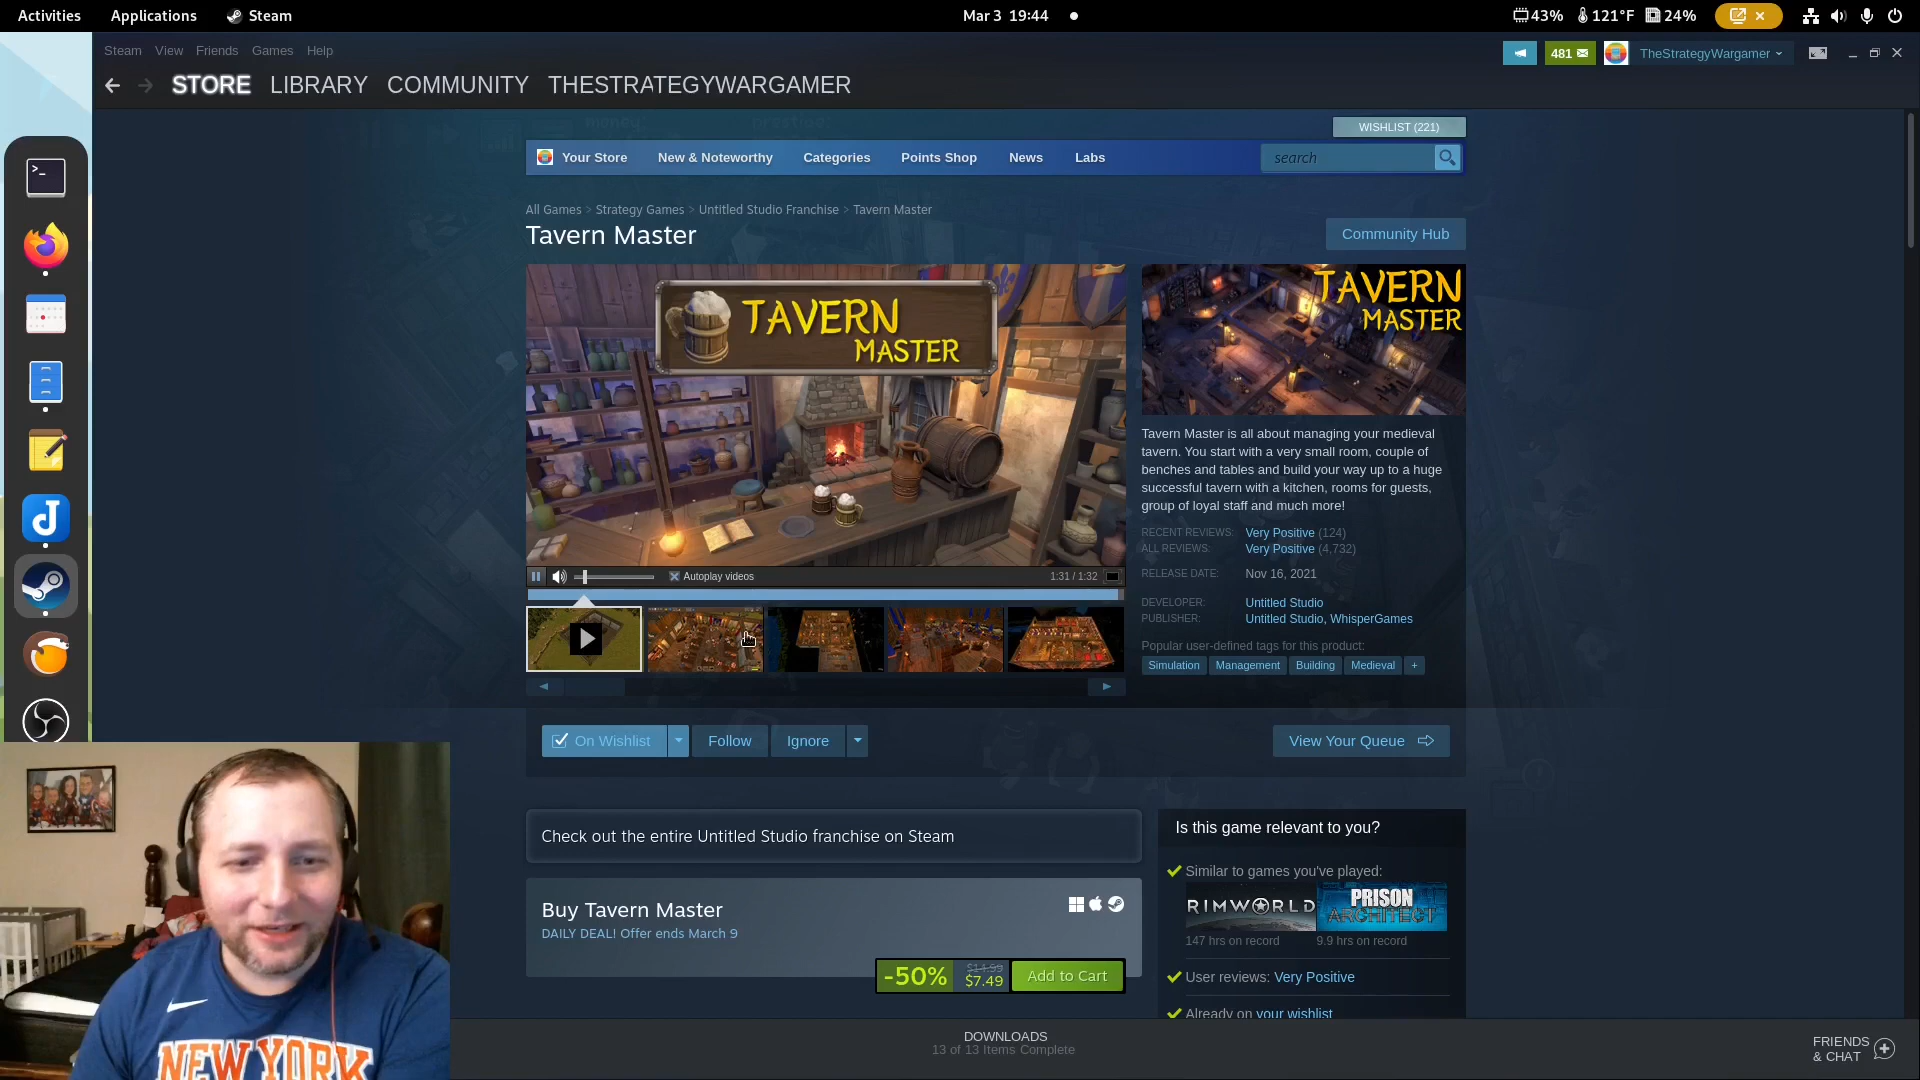 Activities
Applications
Steam
Mar 3 19:44
43%
121°F
24%
Steam
View
Friends
Games
Help
481
TheStrategyWargamer
STORE
LIBRARY
COMMUNITY
THESTRATEGYWARGAMER
WISHLIST (221)
Your Store
New & Noteworthy
Categories
Points Shop
News
Labs
search
All Games > Strategy Games > Untitled Studio Franchise > Tavern Master
Tavern Master
Community Hub
TAVERN
MASTER
TAVERN
MASTER
Tavern Master is all about managing your medieval
tavern. You start with a very small room, couple of
benches and tables and build your way up to a huge
successful tavern with a kitchen, rooms for guests,
group of loyal staff and much more!
RECENT REVIEWS: Very Positive (124)
ALL REVIEWS: Very Positive (4,732)
RELEASE DATE: Nov 16, 2021
DEVELOPER: Untitled Studio
PUBLISHER: Untitled Studio, WhisperGames
Popular user-defined tags for this product:
Simulation
Management
Building
Medieval
+
Autoplay videos
1:31 / 1:32
On Wishlist
Follow
Ignore
View Your Queue
Check out the entire Untitled Studio franchise on Steam
Buy Tavern Master
DAILY DEAL! Offer ends March 9
-50%
$14.99
$7.49
Add to Cart
Is this game relevant to you?
Similar to games you've played:
RIMWORLD
PRISON
ARCHITECT
147 hrs on record
9.9 hrs on record
User reviews: Very Positive
Already on your wishlist
DOWNLOADS
13 of 13 Items Complete
FRIENDS
& CHAT
NEW YORK